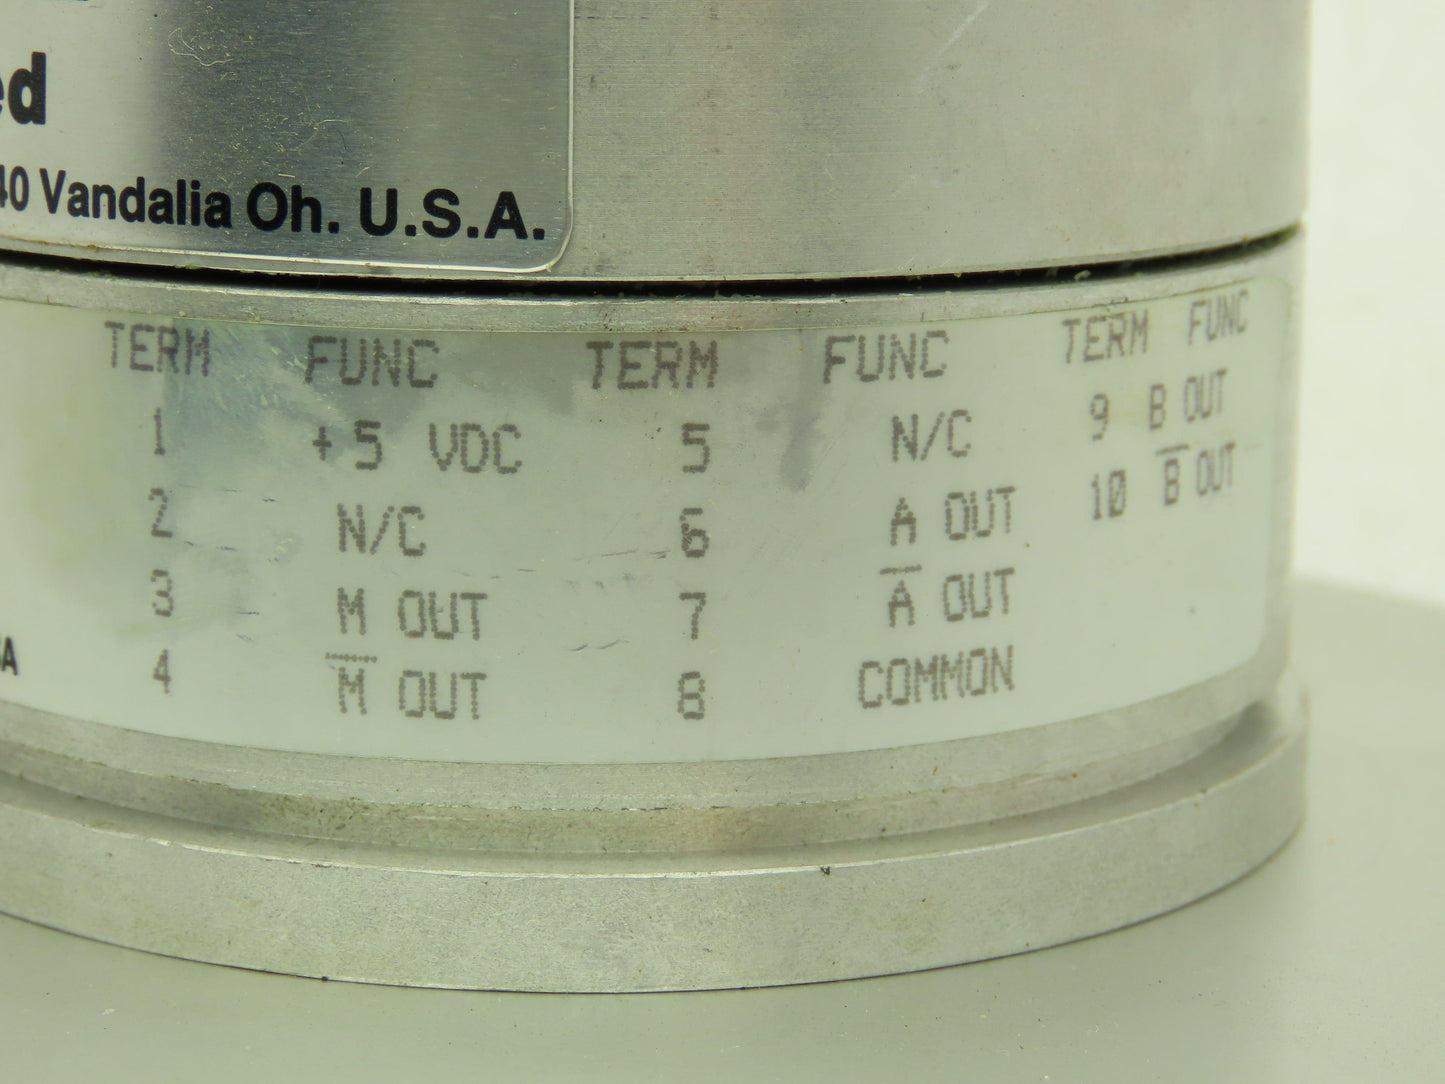 40 Vandalia Oh. U.S.A.
TERM FUNC TERM FUNC TERM FUNC
1 +5 VDC 5 N/C 9 B OUT
2 N/C 6 A OUT 10 B̅ OUT
3 M OUT 7 A̅ OUT
4 M̅ OUT 8 COMMON